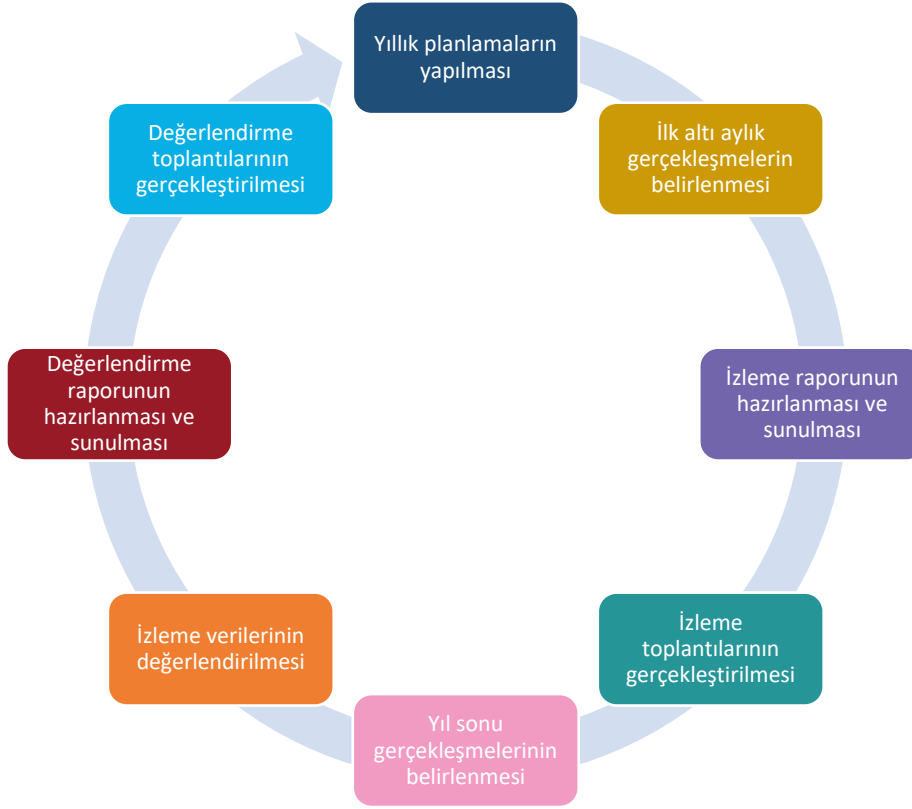 Yıllık planlamaların
yapılması
İlk altı aylık
gerçekleşmelerin
belirlenmesi
İzleme raporunun
hazırlanması ve
sunulması
İzleme
toplantılarının
gerçekleştirilmesi
Yıl sonu
gerçekleşmelerinin
belirlenmesi
İzleme verilerinin
değerlendirilmesi
Değerlendirme
raporunun
hazırlanması ve
sunulması
Değerlendirme
toplantılarının
gerçekleştirilmesi